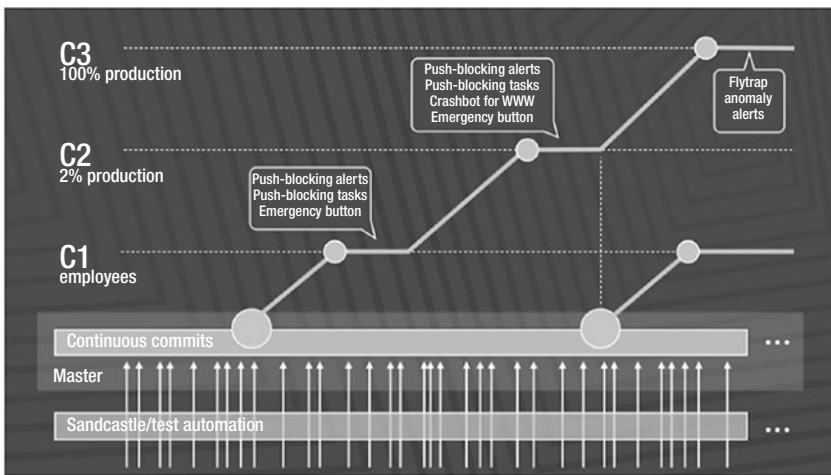 C3
100% production
Push-blocking alerts
Push-blocking tasks
Crashbot for WWW
Emergency button
Flytrap
anomaly
alerts
C2
2% production
Push-blocking alerts
Push-blocking tasks
Emergency button
C1
employees
Continuous commits
...
Master
Sandcastle/test automation
...